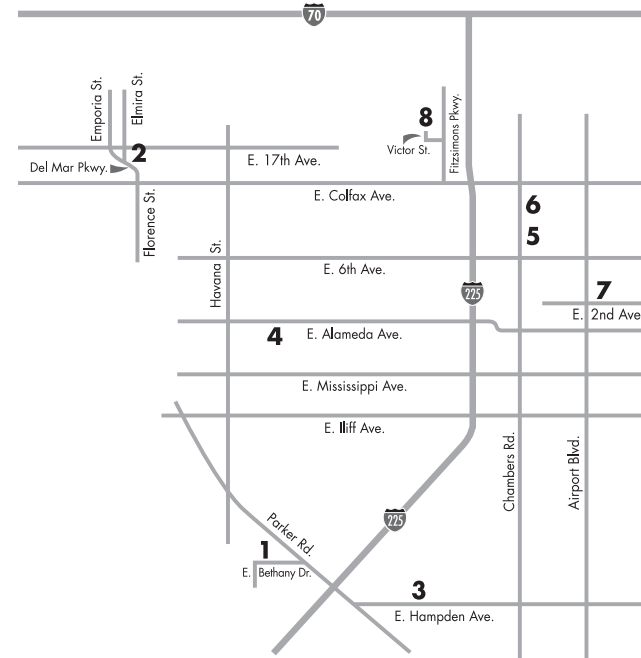 70
Emporia St.
Elmira St.
8
2
Victor St.
Fitzsimons Pkwy.
E. 17th Ave.
Del Mar Pkwy.
E. Colfax Ave.
6
Florence St.
5
Havana St.
E. 6th Ave.
225
7
E. 2nd Ave
4
E. Alameda Ave.
E. Mississippi Ave.
E. Iliff Ave.
Chambers Rd.
Airport Blvd.
225
Parker Rd.
1
E. Bethany Dr.
3
E. Hampden Ave.